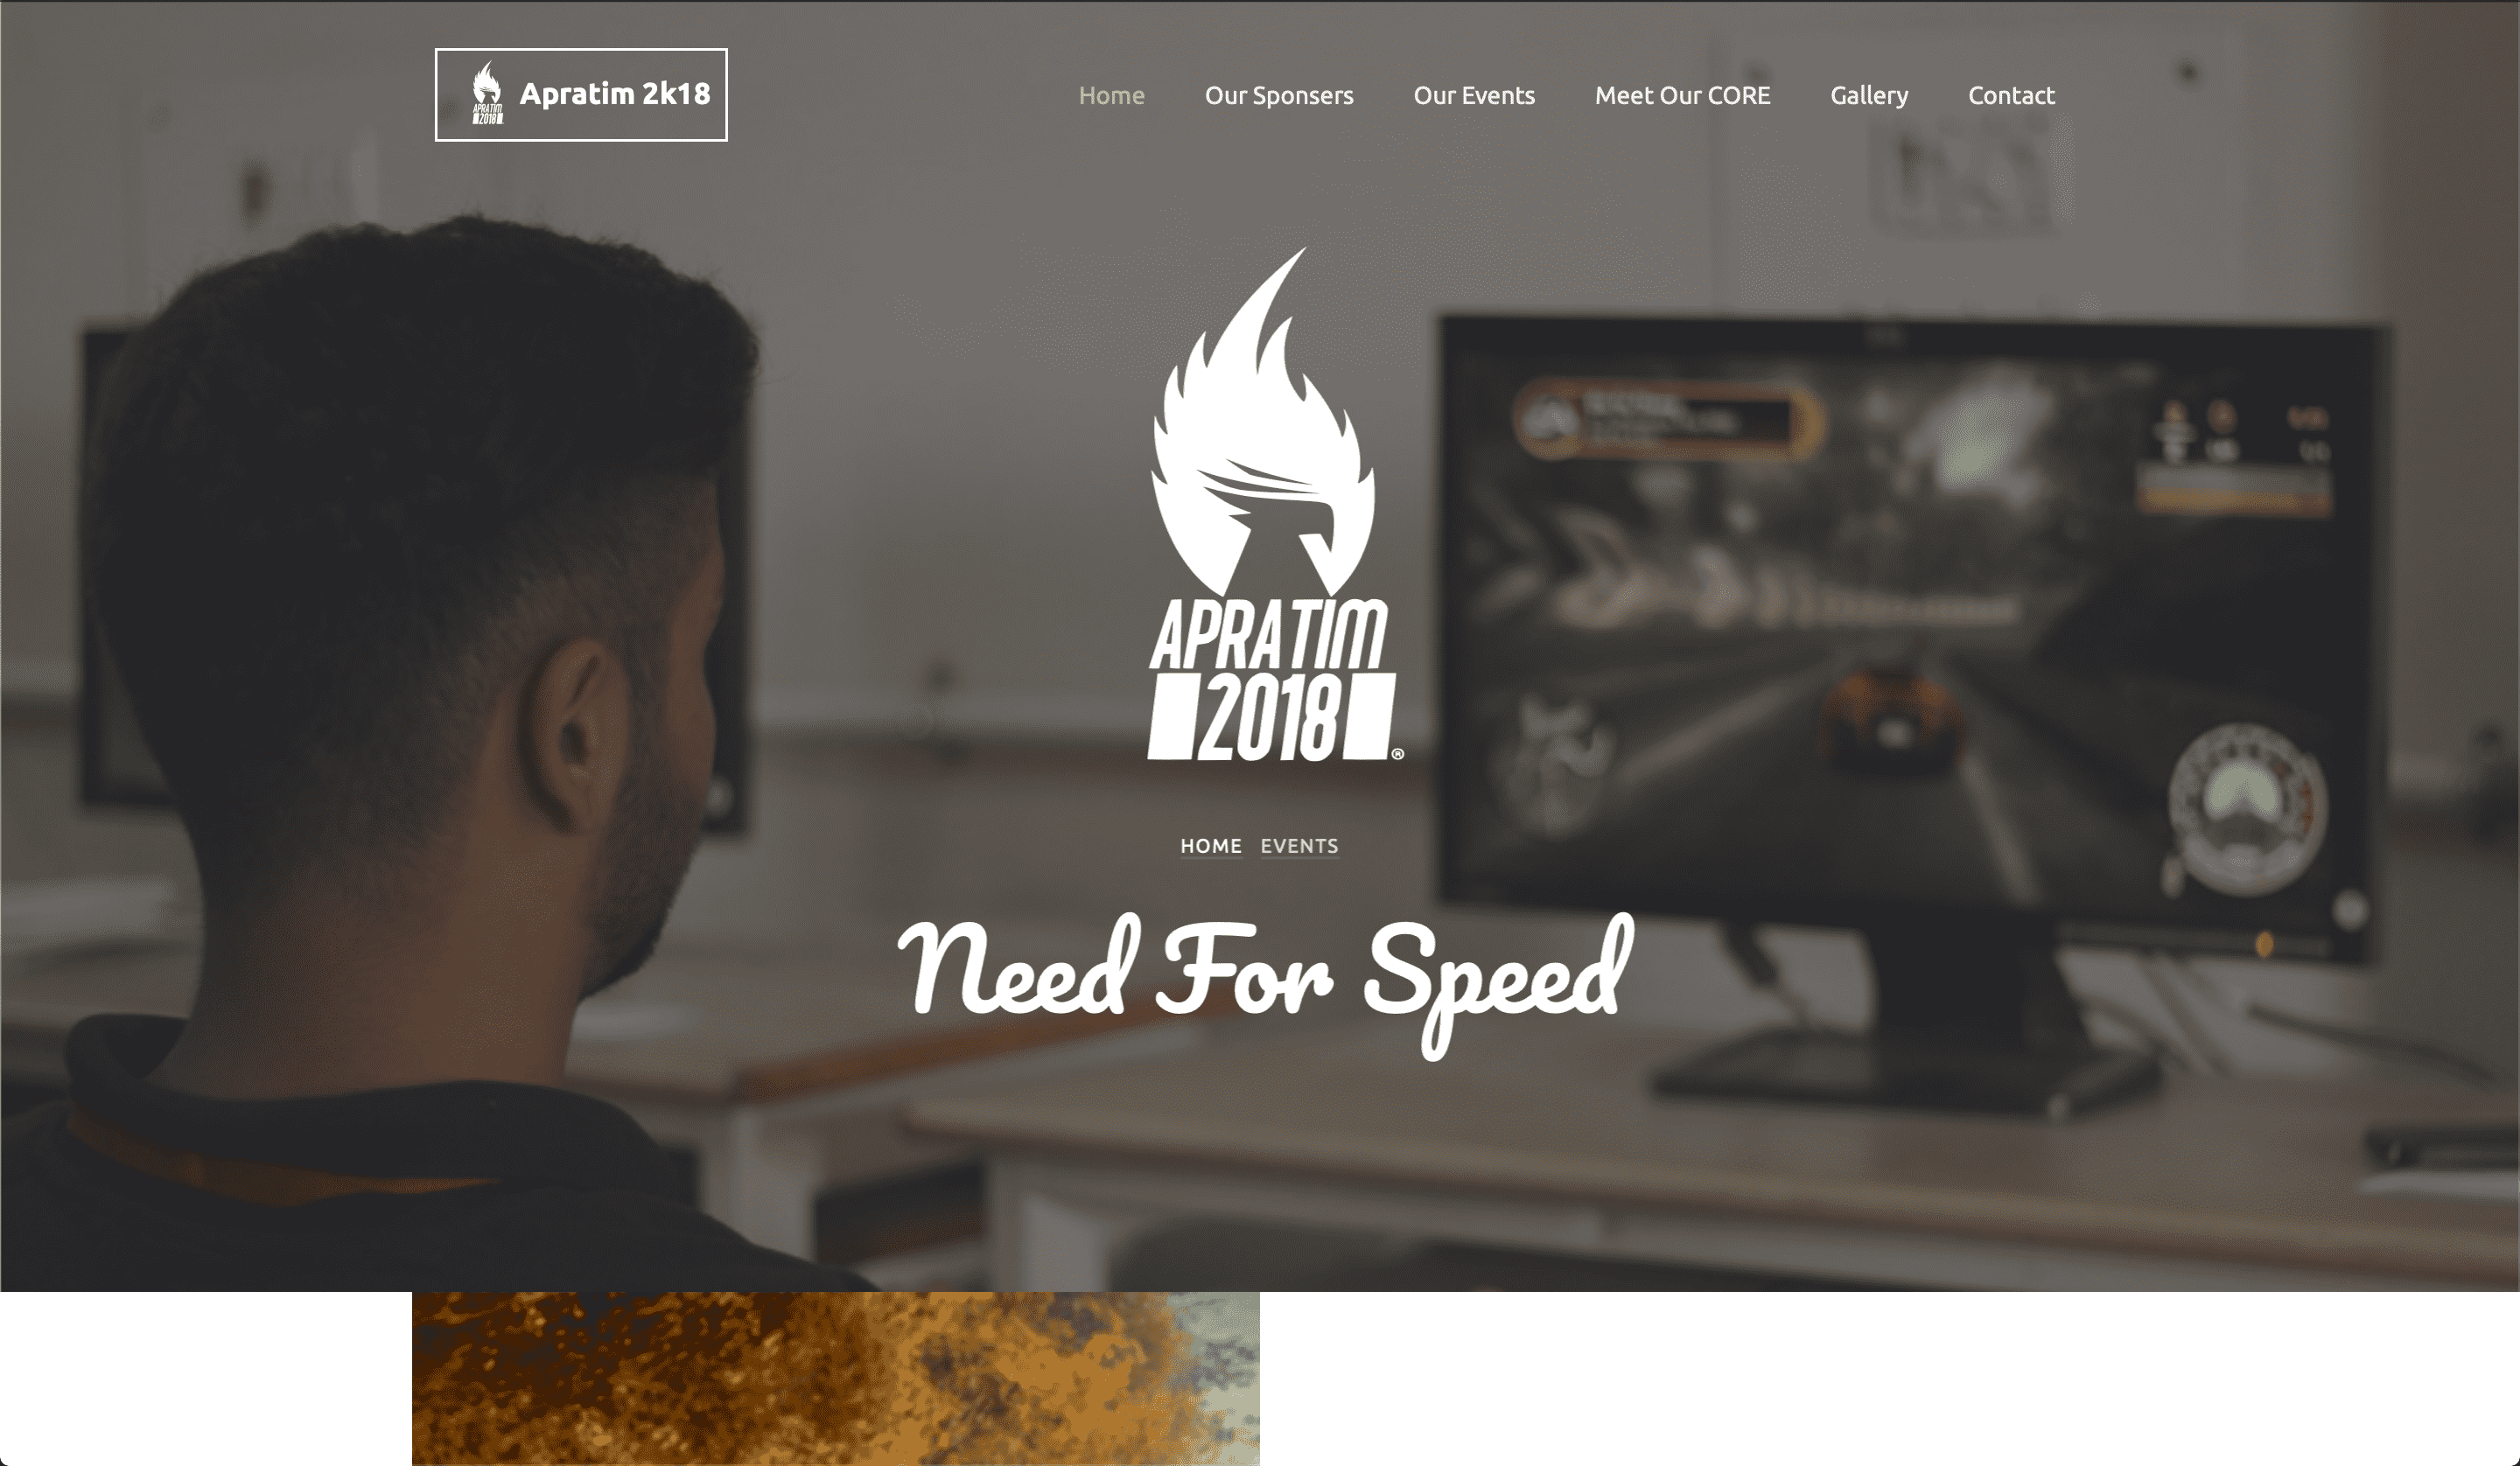 APRATIM
2018
Apratim 2k18
Home
Our Sponsers
Our Events
Meet Our CORE
Gallery
Contact
APRATIM
2018
®
HOME EVENTS
Need For Speed